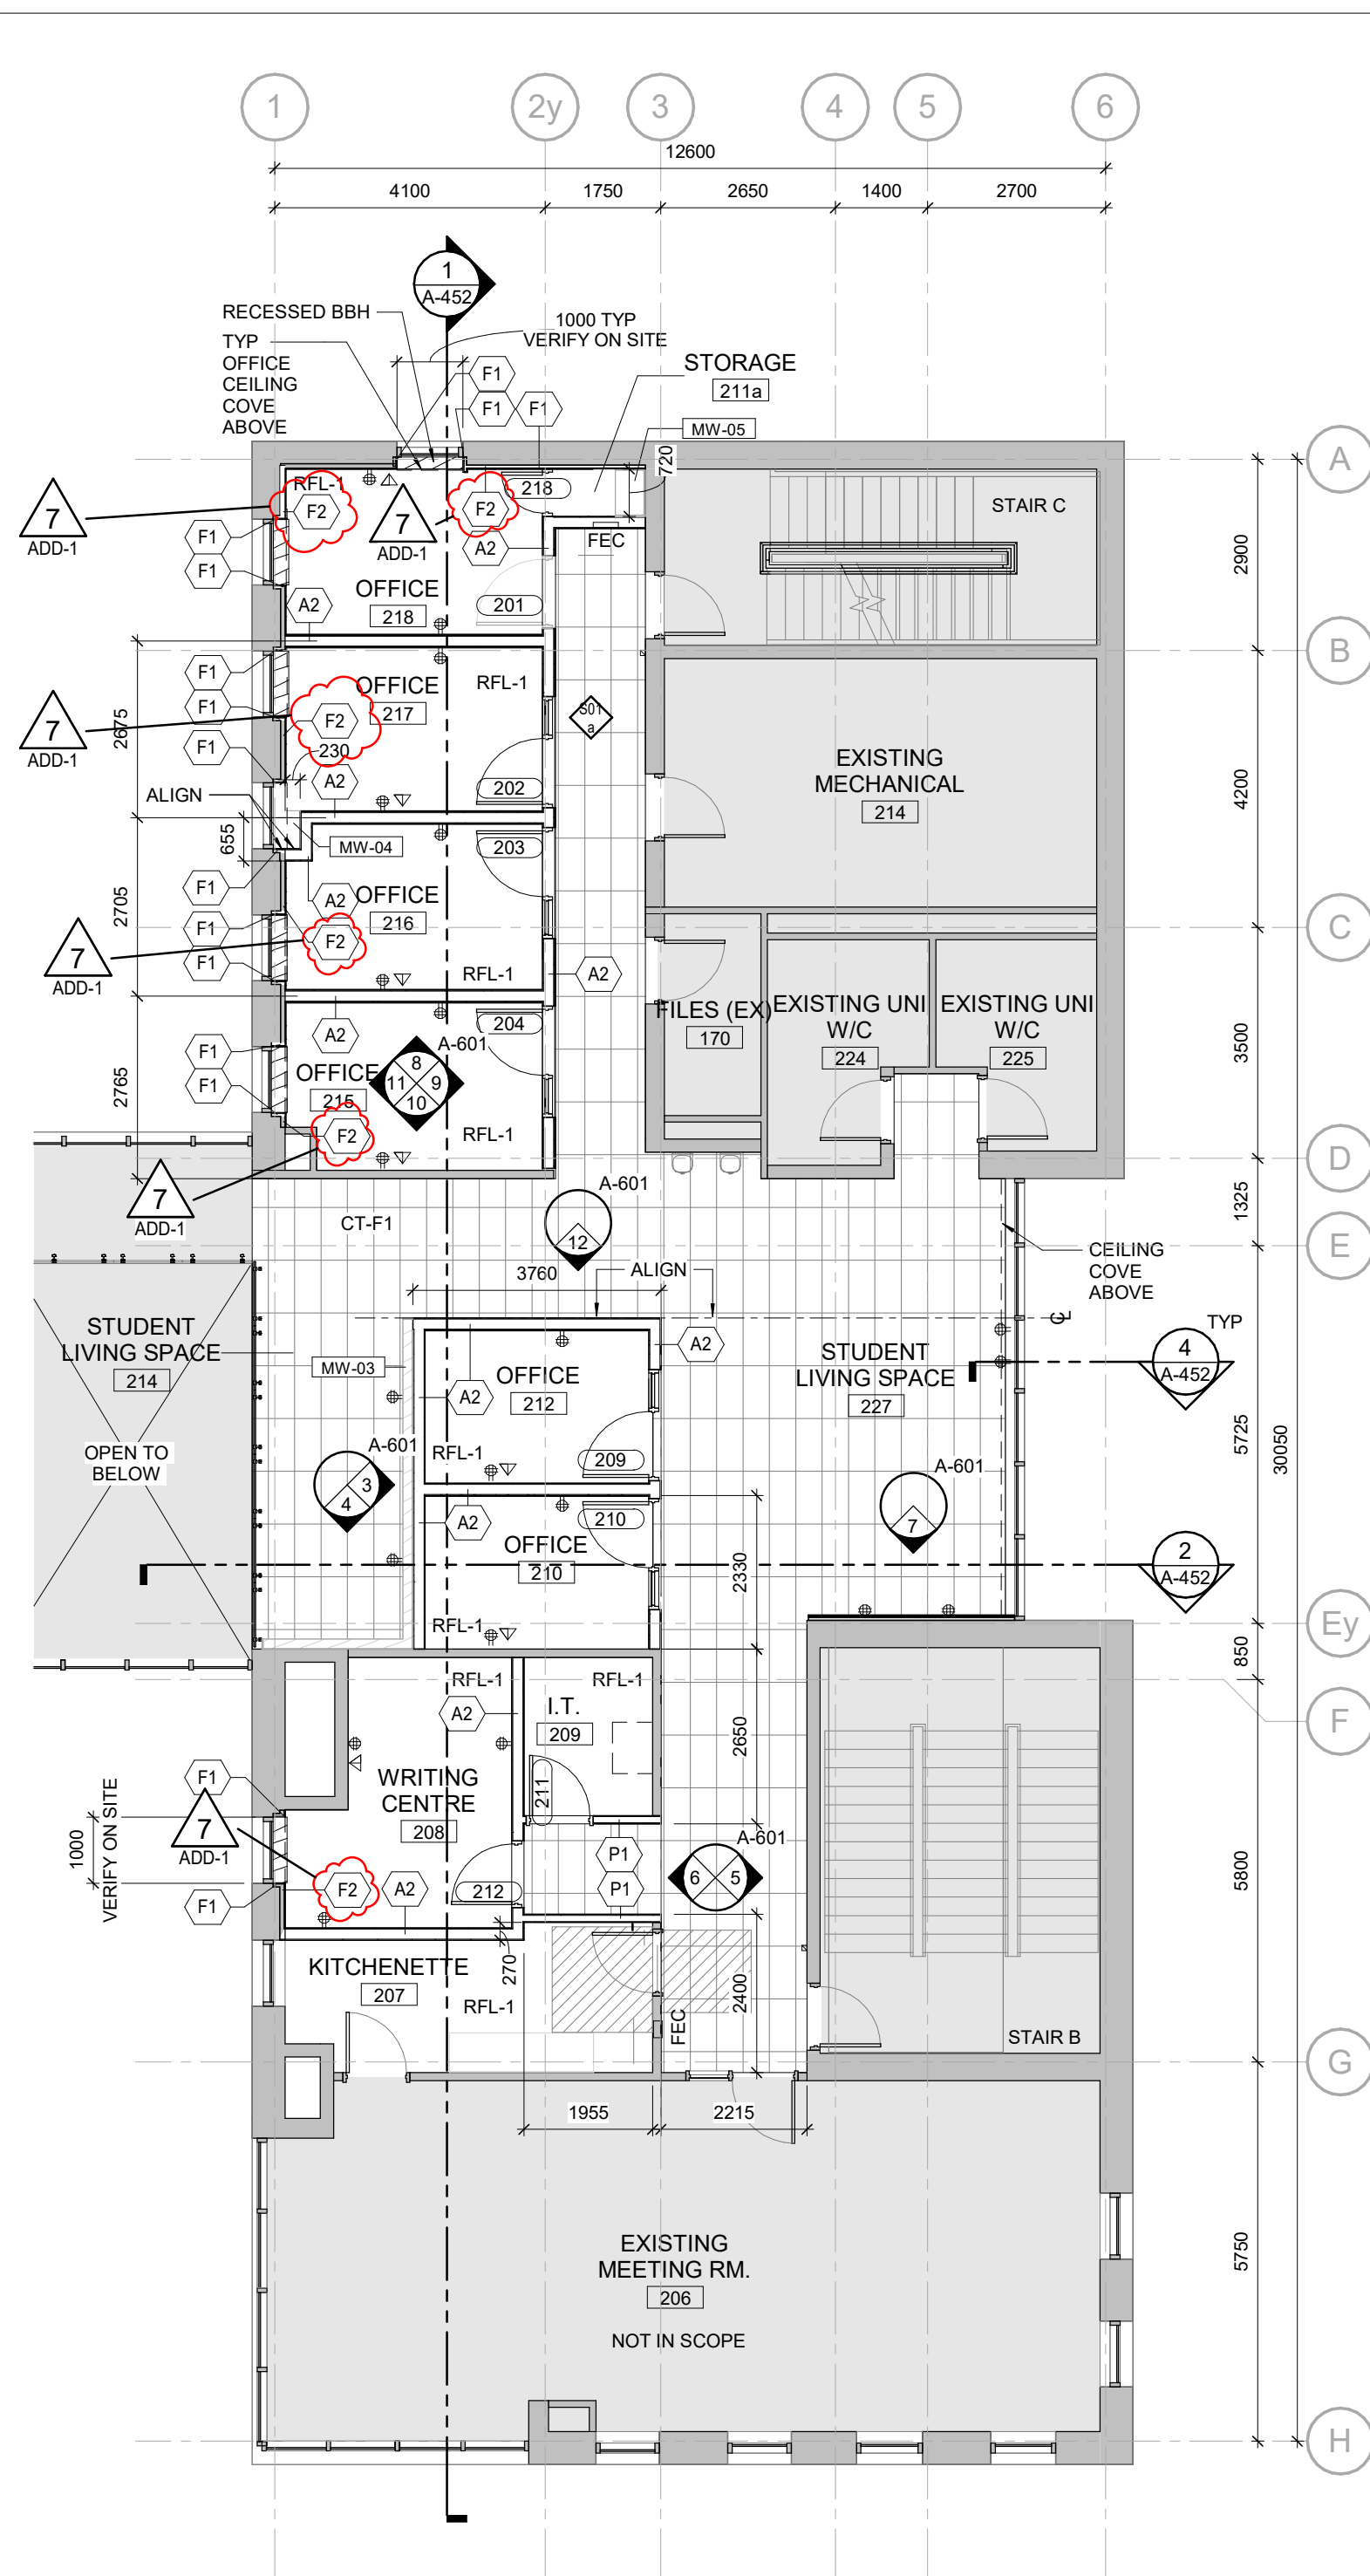 1
2y
3
4
5
6
12600
4100
1750
2650
1400
2700
1
A-452
RECESSED BBH
1000 TYP
VERIFY ON SITE
TYP
OFFICE
CEILING
COVE
ABOVE
F1
F1
F1
STORAGE
211a
MW-05
720
A
7
ADD-1
RFL-1
F2
7
ADD-1
F2
218
STAIR C
F1
F1
A2
FEC
2900
OFFICE
218
A2
201
B
F1
F1
F1
OFFICE
217
RFL-1
S01
a
7
ADD-1
2675
F2
230
A2
202
EXISTING
MECHANICAL
214
4200
ALIGN
655
MW-04
203
F1
A2
OFFICE
216
2705
F1
F1
F2
7
ADD-1
RFL-1
A2
C
A2
204
FILES (EX)
170
EXISTING UNI
W/C
224
EXISTING UNI
W/C
225
3500
F1
F1
A-601
OFFICE
215
8
11
9
10
2765
F2
RFL-1
D
7
ADD-1
A-601
12
CT-F1
1325
E
CEILING
COVE
ABOVE
3760
ALIGN
STUDENT
LIVING SPACE
214
MW-03
A2
OFFICE
212
A2
STUDENT
LIVING SPACE
227
CL
TYP
4
A-452
OPEN TO
BELOW
A-601
3
4
RFL-1
209
A-601
7
5725
30050
A2
210
OFFICE
210
2330
2
A-452
RFL-1
Ey
850
RFL-1
A2
RFL-1
I.T.
209
2650
F
F1
7
ADD-1
WRITING
CENTRE
208
211
1000
VERIFY ON SITE
P1
P1
A-601
6
5
5800
F2
A2
212
F1
KITCHENETTE
207
270
RFL-1
2400
FEC
STAIR B
G
1955
2215
EXISTING
MEETING RM.
206
NOT IN SCOPE
5750
H